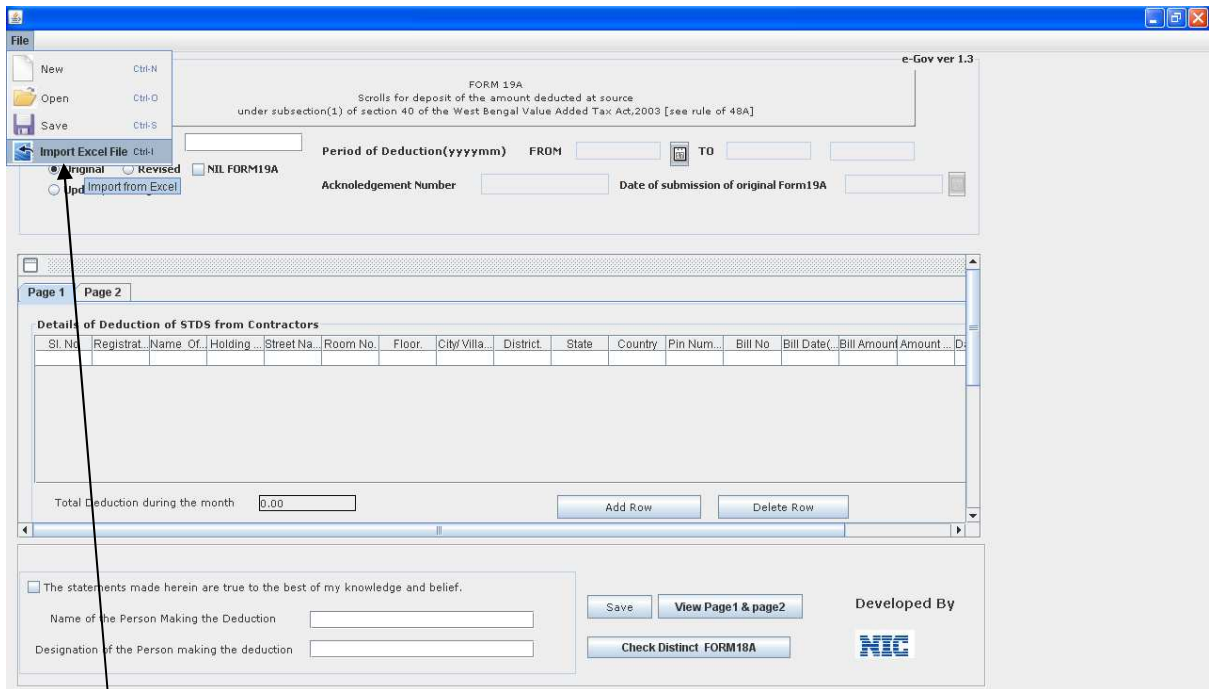 File
New Ctrl-N
Open Ctrl-O
Save Ctrl-S
Import Excel File Ctrl-I
Import from Excel
e-Gov ver 1.3
FORM 19A
Scrolls for deposit of the amount deducted at source
under subsection(1) of section 40 of the West Bengal Value Added Tax Act,2003 [see rule of 48A]
Period of Deduction(yyyymm) FROM TO
Original Revised NIL FORM19A
Acknoledgement Number Date of submission of original Form19A
Page 1 Page 2
Details of Deduction of STDS from Contractors
Sl. No Registrat... Name Of... Holding ... Street Na... Room No. Floor. City/ Villa... District. State Country Pin Num... Bill No Bill Date(... Bill Amount Amount ... Da
Total Deduction during the month 0.00 Add Row Delete Row
The statements made herein are true to the best of my knowledge and belief.
Name of the Person Making the Deduction
Designation of the Person making the deduction
Save View Page1 & page2
Check Distinct FORM18A
Developed By
NIC